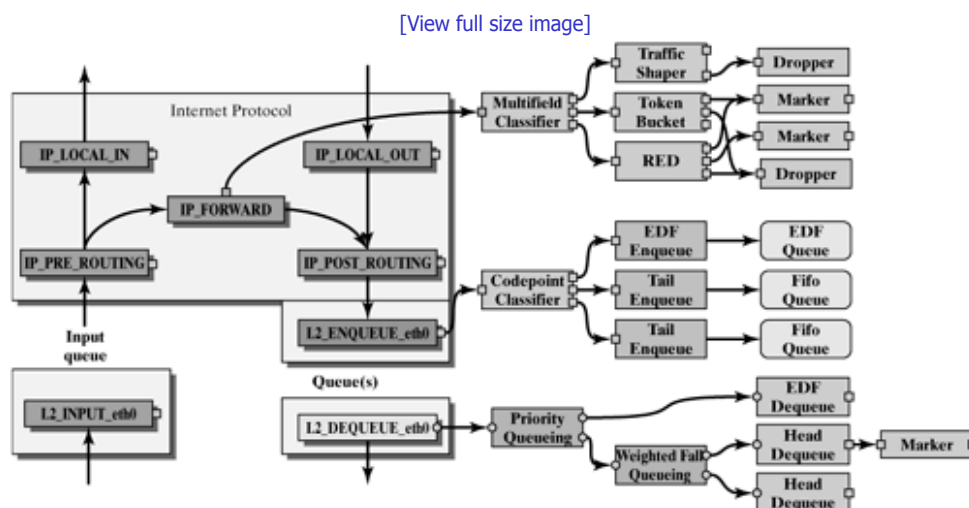 [View full size image]
Internet Protocol
IP_LOCAL_IN
IP_LOCAL_OUT
IP_FORWARD
IP_PRE_ROUTING
IP_POST_ROUTING
Input
queue
L2_ENQUEUE_eth0
Queue(s)
L2_INPUT_eth0
L2_DEQUEUE_eth0
Multifield
Classifier
Traffic
Shaper
Dropper
Token
Bucket
Marker
RED
Marker
Dropper
Codepoint
Classifier
EDF
Enqueue
EDF
Queue
Tail
Enqueue
Fifo
Queue
Tail
Enqueue
Fifo
Queue
Priority
Queueing
EDF
Dequeue
Weighted Fair
Queueing
Head
Dequeue
Marker
Head
Dequeue